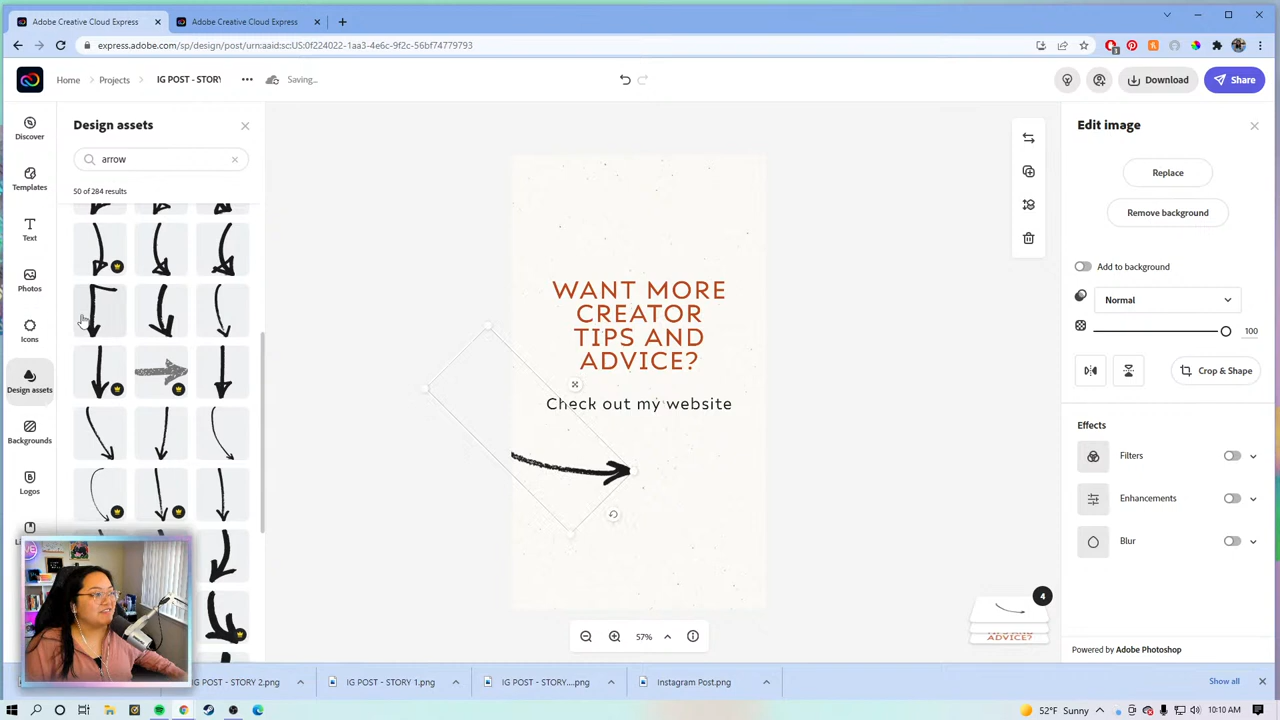 Adobe Creative Cloud Express
Adobe Creative Cloud Express
express.adobe.com/sp/design/post/urn:aaid:sc:US:0f224022-1aa3-4e6c-9f2c-56bf74779793
Home
Projects
IG POST - STORY
Saving...
Download
Share
Discover
Templates
Text
Photos
Icons
Design assets
Backgrounds
Logos
Design assets
arrow
50 of 284 results
WANT MORE
CREATOR
TIPS AND
ADVICE?
Check out my website
57%
4
ADVICE?
Edit image
Replace
Remove background
Add to background
Normal
100
Crop & Shape
Effects
Filters
Enhancements
Blur
Powered by Adobe Photoshop
IG POST - STORY 2.png
IG POST - STORY 1.png
IG POST - STORY....png
Instagram Post.png
Show all
52°F Sunny
10:10 AM